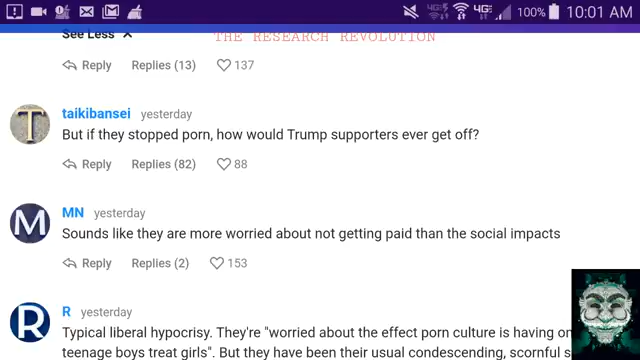 4G 4G 100% 10:01 AM
See Less
THE RESEARCH REVOLUTION
Reply Replies (13) 137
T
taikibansei yesterday
But if they stopped porn, how would Trump supporters ever get off?
Reply Replies (82) 88
M
MN yesterday
Sounds like they are more worried about not getting paid than the social impacts
Reply Replies (2) 153
R
R yesterday
Typical liberal hypocrisy. They're "worried about the effect porn culture is having on
teenage boys treat girls". But they have been their usual condescending, scornful s